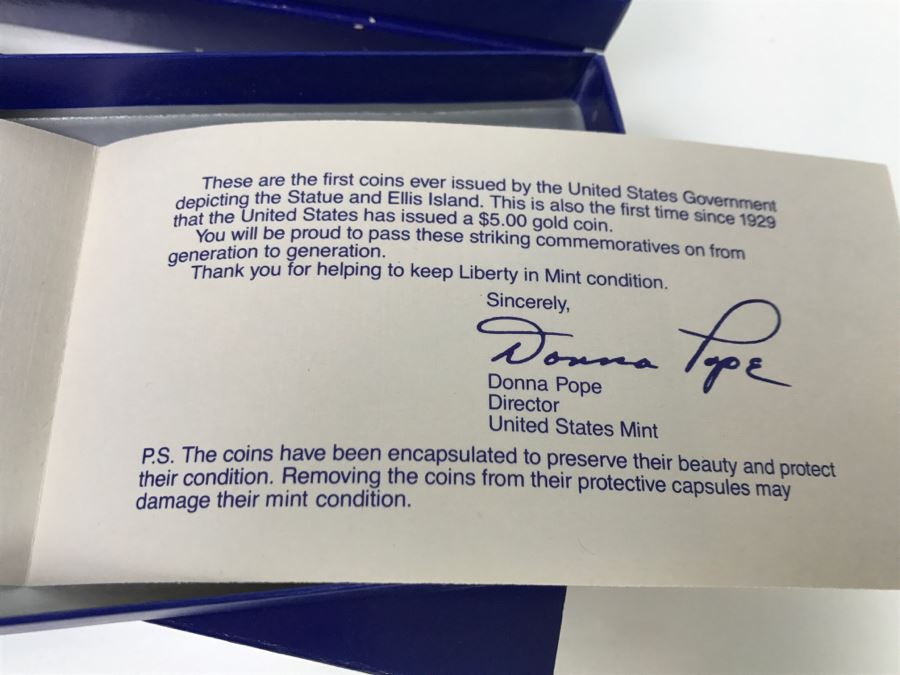 These are the first coins ever issued by the United States Government
depicting the Statue and Ellis Island. This is also the first time since 1929
that the United States has issued a $5.00 gold coin.
You will be proud to pass these striking commemoratives on from
generation to generation.
Thank you for helping to keep Liberty in Mint condition.
Sincerely,
Donna Pope
Donna Pope
Director
United States Mint
P.S. The coins have been encapsulated to preserve their beauty and protect
their condition. Removing the coins from their protective capsules may
damage their mint condition.